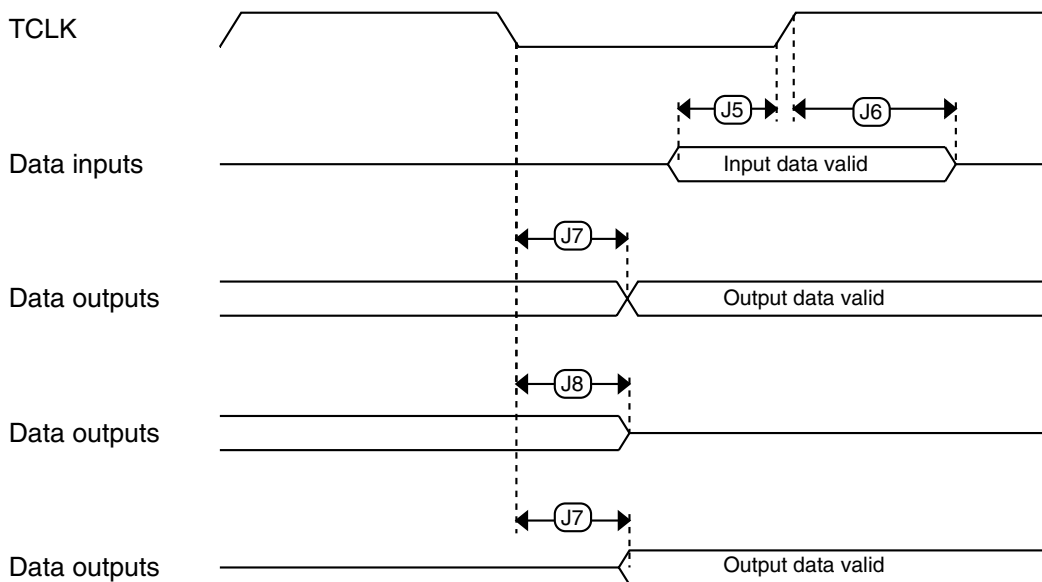 TCLK
J5
J6
Data inputs
Input data valid
J7
Data outputs
Output data valid
J8
Data outputs
J7
Data outputs
Output data valid